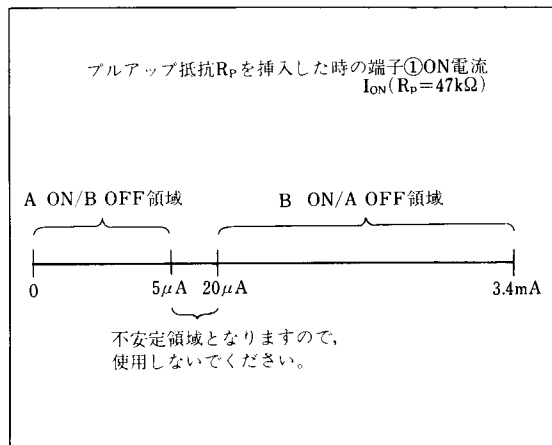 プルアップ抵抗RPを挿入した時の端子①ON電流
ION(RP=47kΩ)
A ON/B OFF領域
B ON/A OFF領域
0
5μA
20μA
3.4mA
不安定領域となりますので,
使用しないでください。